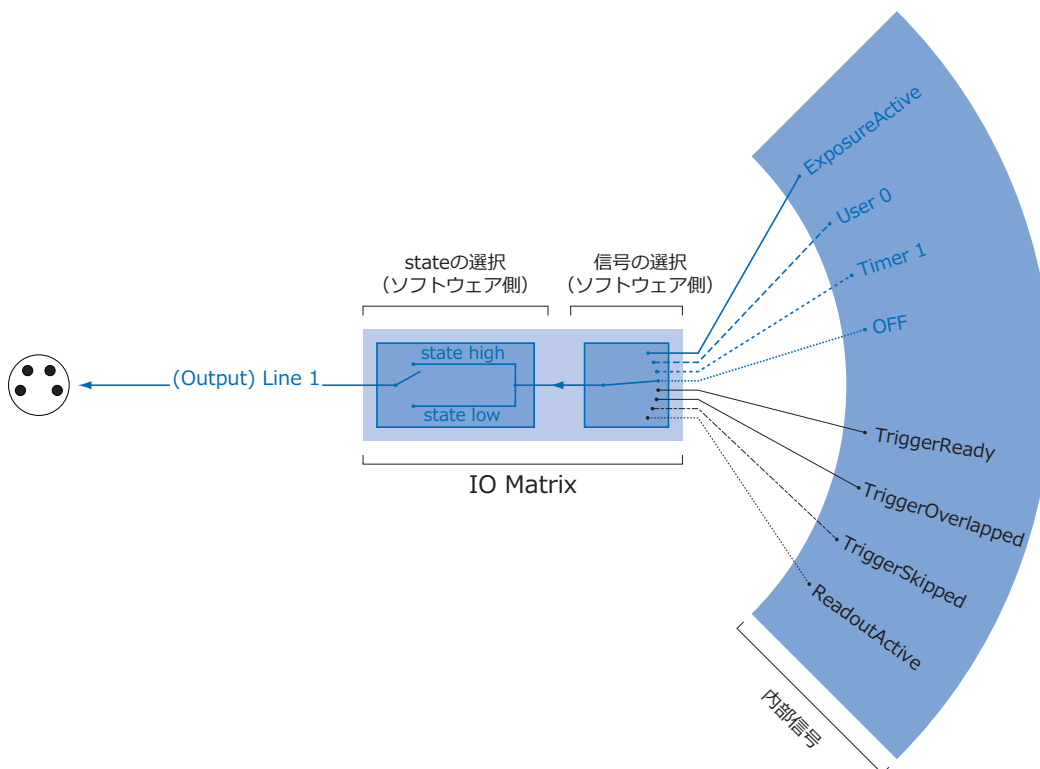 ExposureActive
User 0
Timer 1
OFF
TriggerReady
TriggerOverlapped
TriggerSkipped
ReadoutActive
内部信号
stateの選択
（ソフトウェア側）
信号の選択
（ソフトウェア側）
state high
state low
(Output) Line 1
IO Matrix